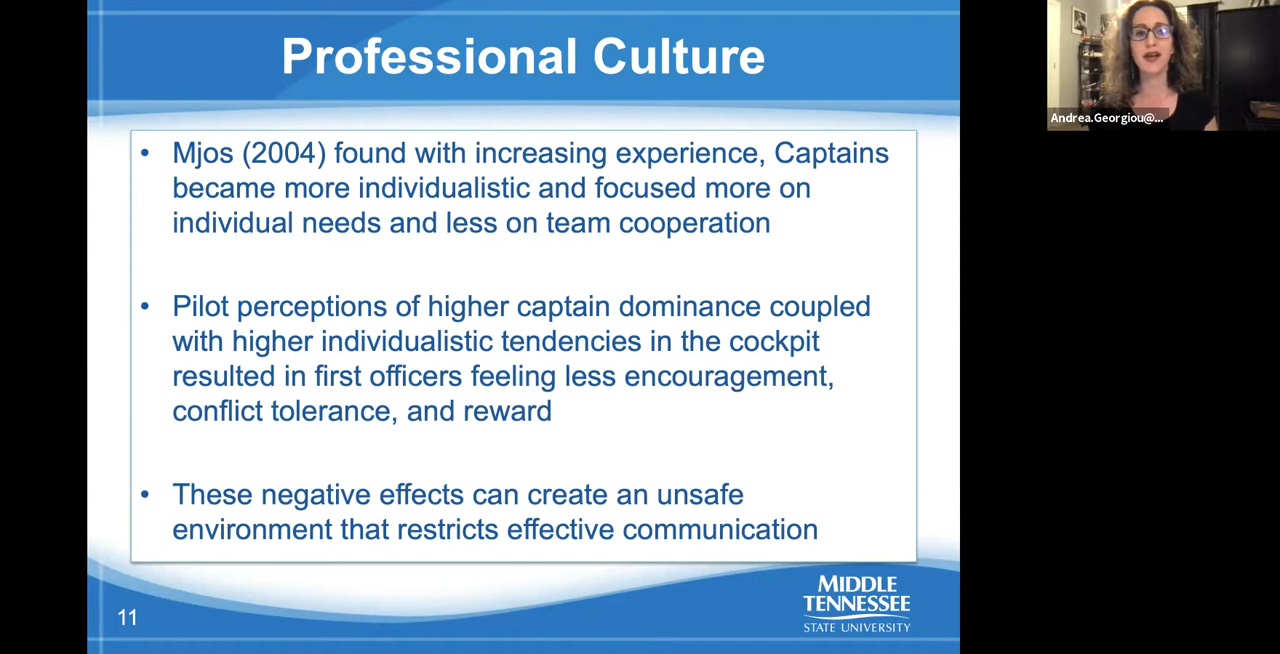 Professional Culture
• Mjos (2004) found with increasing experience, Captains
became more individualistic and focused more on
individual needs and less on team cooperation
• Pilot perceptions of higher captain dominance coupled
with higher individualistic tendencies in the cockpit
resulted in first officers feeling less encouragement,
conflict tolerance, and reward
• These negative effects can create an unsafe
environment that restricts effective communication
11
MIDDLE
TENNESSEE
STATE UNIVERSITY
Andrea.Georgiou@...